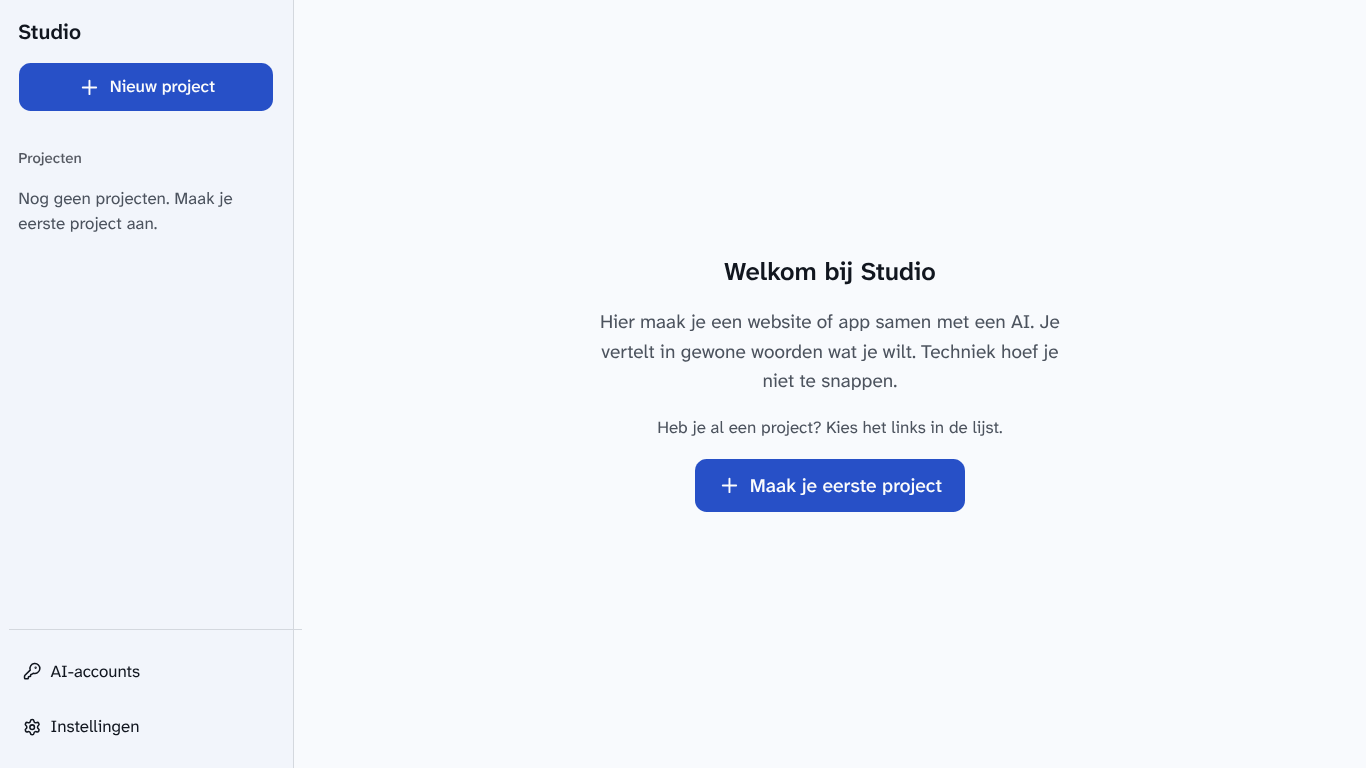 Studio
Nieuw project
Projecten
Nog geen projecten. Maak je
eerste project aan.
Welkom bij Studio
Hier maak je een website of app samen met een AI. Je
vertelt in gewone woorden wat je wilt. Techniek hoef je
niet te snappen.
Heb je al een project? Kies het links in de lijst.
Maak je eerste project
AI-accounts
Instellingen